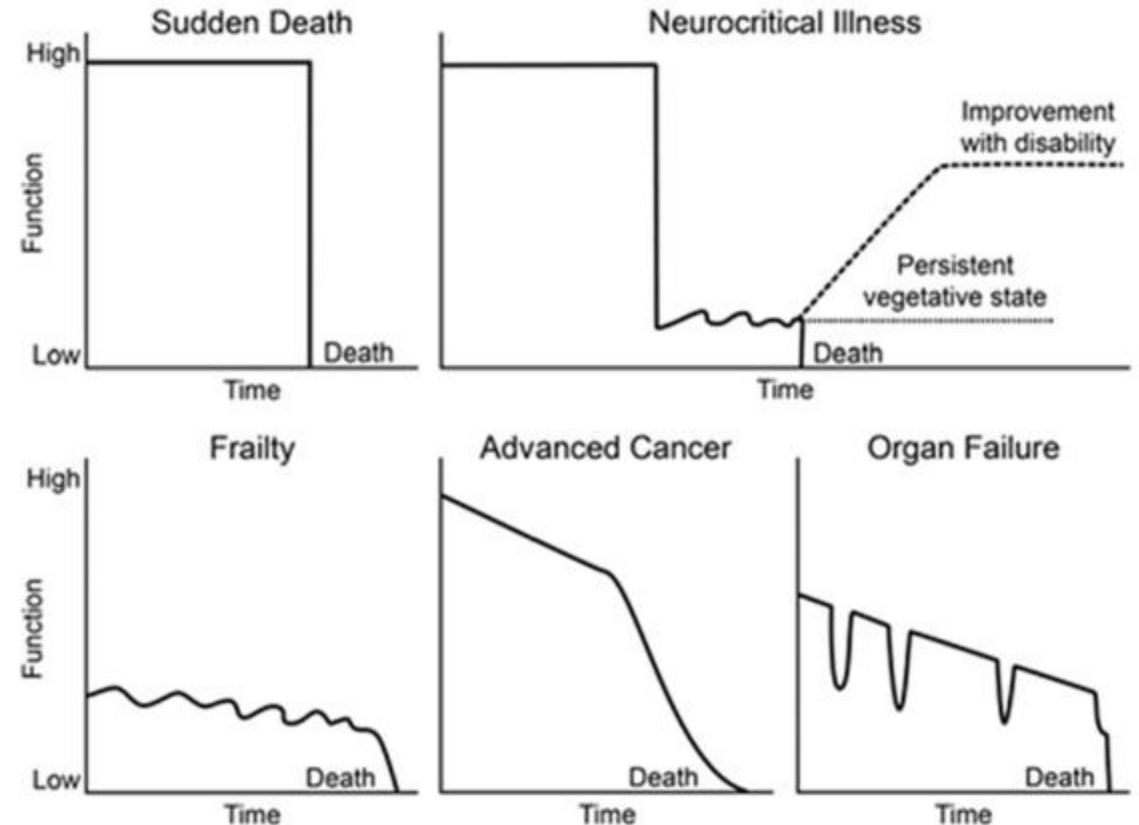 Sudden Death
High
Function
Low
Death
Time
Neurocritical Illness
Improvement
with disability
Persistent
vegetative state
Death
Time
Frailty
High
Function
Low
Death
Time
Advanced Cancer
Death
Time
Organ Failure
Death
Time